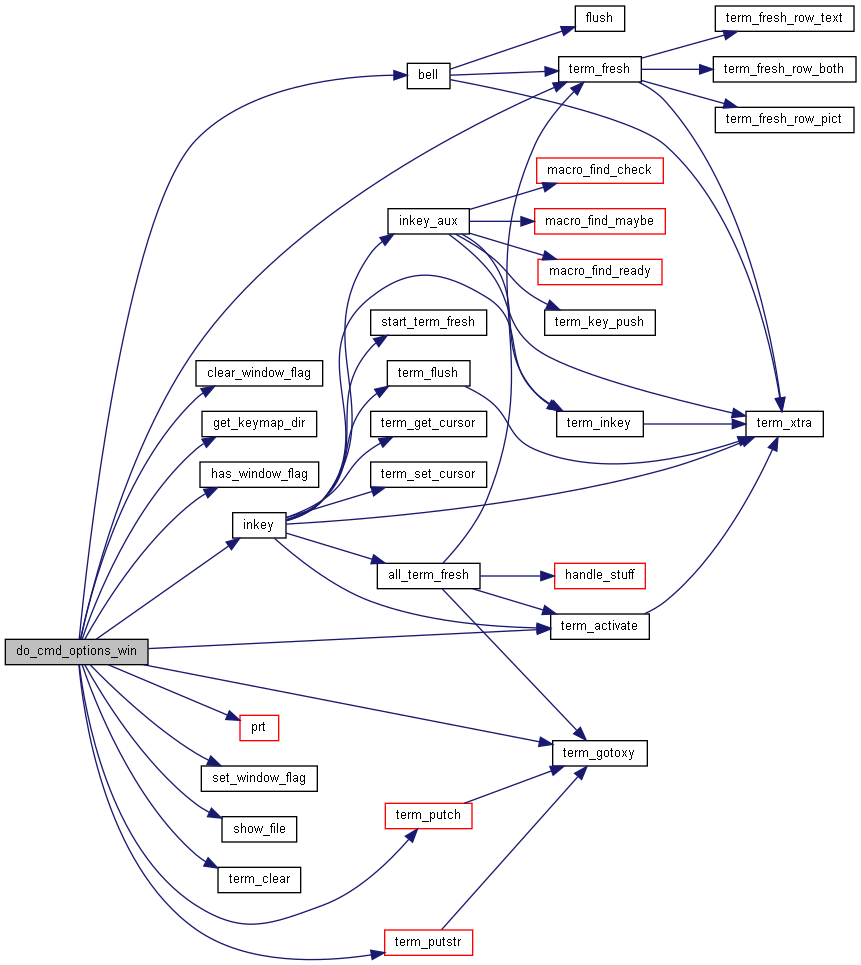 flush
term_fresh_row_text
bell
term_fresh
term_fresh_row_both
term_fresh_row_pict
macro_find_check
inkey_aux
macro_find_maybe
macro_find_ready
start_term_fresh
term_key_push
clear_window_flag
term_flush
get_keymap_dir
term_get_cursor
term_inkey
term_xtra
has_window_flag
term_set_cursor
inkey
all_term_fresh
handle_stuff
term_activate
do_cmd_options_win
prt
term_gotoxy
set_window_flag
term_putch
show_file
term_clear
term_putstr